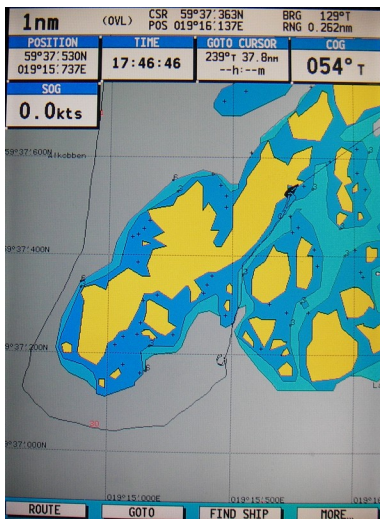 1nm (OVL) CSR 59°37.363N BRG 129°T
POS 019°16.137E RNG 0.262nm
POSITION TIME GOTO CURSOR COG
59°37.530N 17:46:46 239°T 37.8nm 054°T
019°15.737E --h:--m
SOG
0.0kts
59°37.600N
Alkobben
59°37.400N
59°37.200N
59°37.000N
019°15.000E 019°15.500E
ROUTE GOTO FIND SHIP MORE...